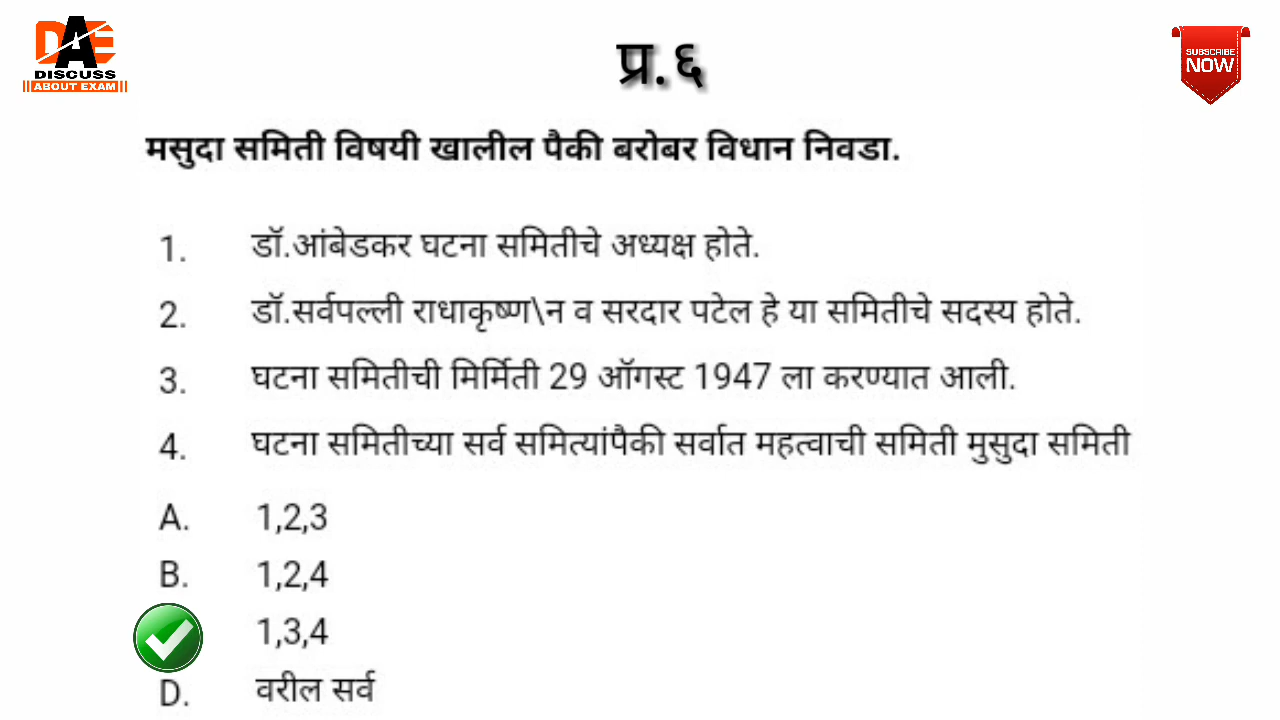 DAE
DISCUSS
ABOUT EXAM
प्र.६
SUBSCRIBE
NOW
मसुदा समिती विषयी खालील पैकी बरोबर विधान निवडा.
1. डॉ.आंबेडकर घटना समितीचे अध्यक्ष होते.
2. डॉ.सर्वपल्ली राधाकृष्ण\न व सरदार पटेल हे या समितीचे सदस्य होते.
3. घटना समितीची मिर्मिती 29 ऑगस्ट 1947 ला करण्यात आली.
4. घटना समितीच्या सर्व समित्यांपैकी सर्वात महत्वाची समिती मुसुदा समिती
A. 1,2,3
B. 1,2,4
1,3,4
D. वरील सर्व